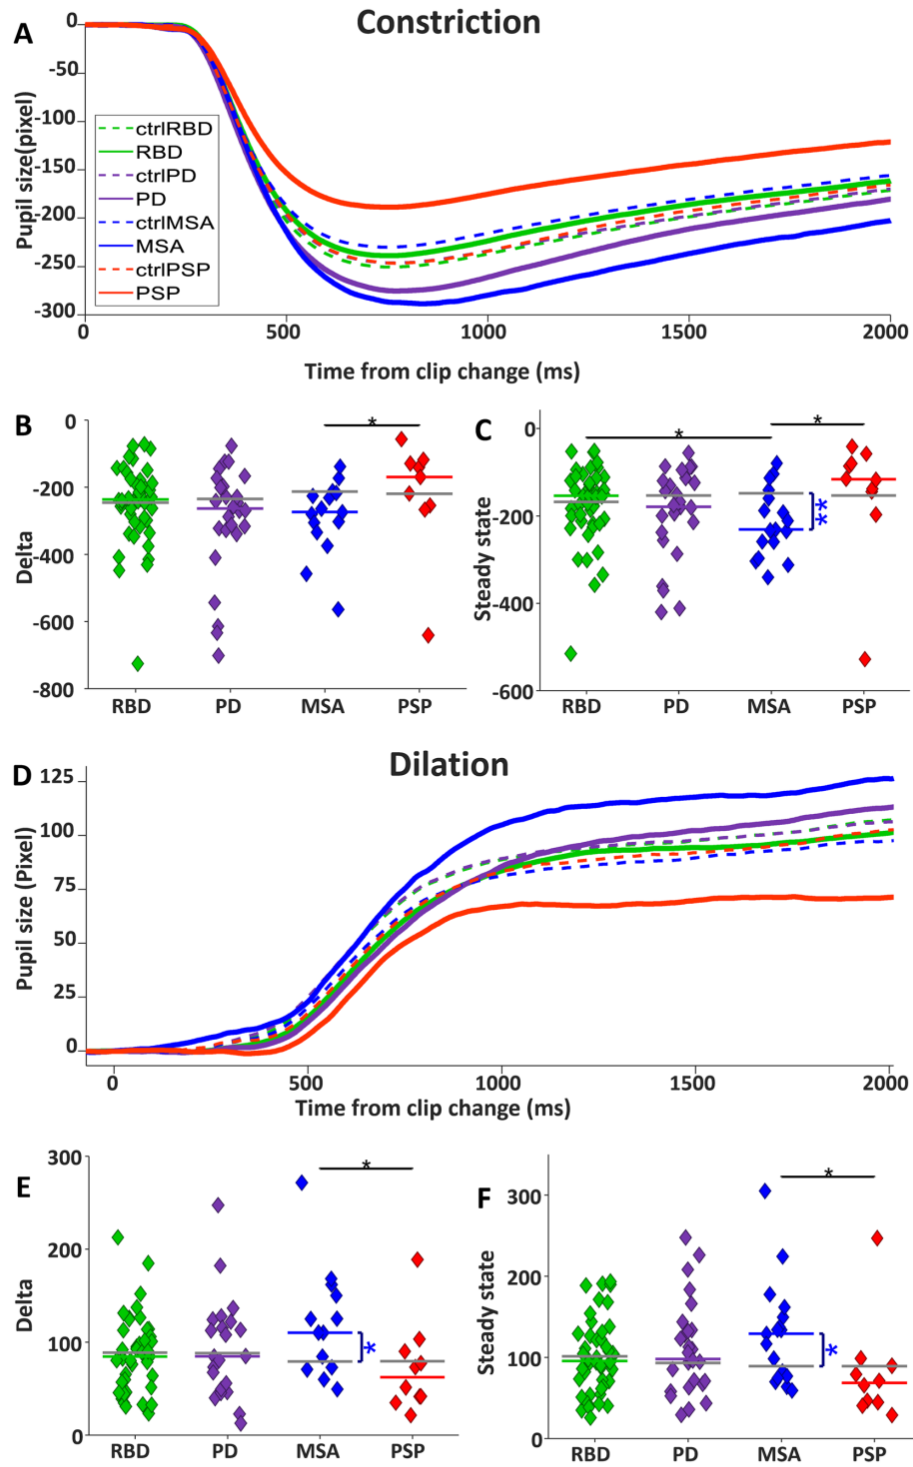 A
Constriction
0
-50
-100
-150
-200
-250
-300
Pupil size(pixel)
ctrlRBD
RBD
ctrlPD
PD
ctrlMSA
MSA
ctrlPSP
PSP
0 500 1000 1500 2000
Time from clip change (ms)
B
0
-200
-400
-600
-800
Delta
*
RBD PD MSA PSP
C
0
-200
-400
-600
Steady state
*
*
**
RBD PD MSA PSP
D
Dilation
125
100
75
50
25
0
Pupil size (Pixel)
0 500 1000 1500 2000
Time from clip change (ms)
E
300
200
100
0
Delta
*
*
RBD PD MSA PSP
F
300
200
100
0
Steady state
*
*
RBD PD MSA PSP